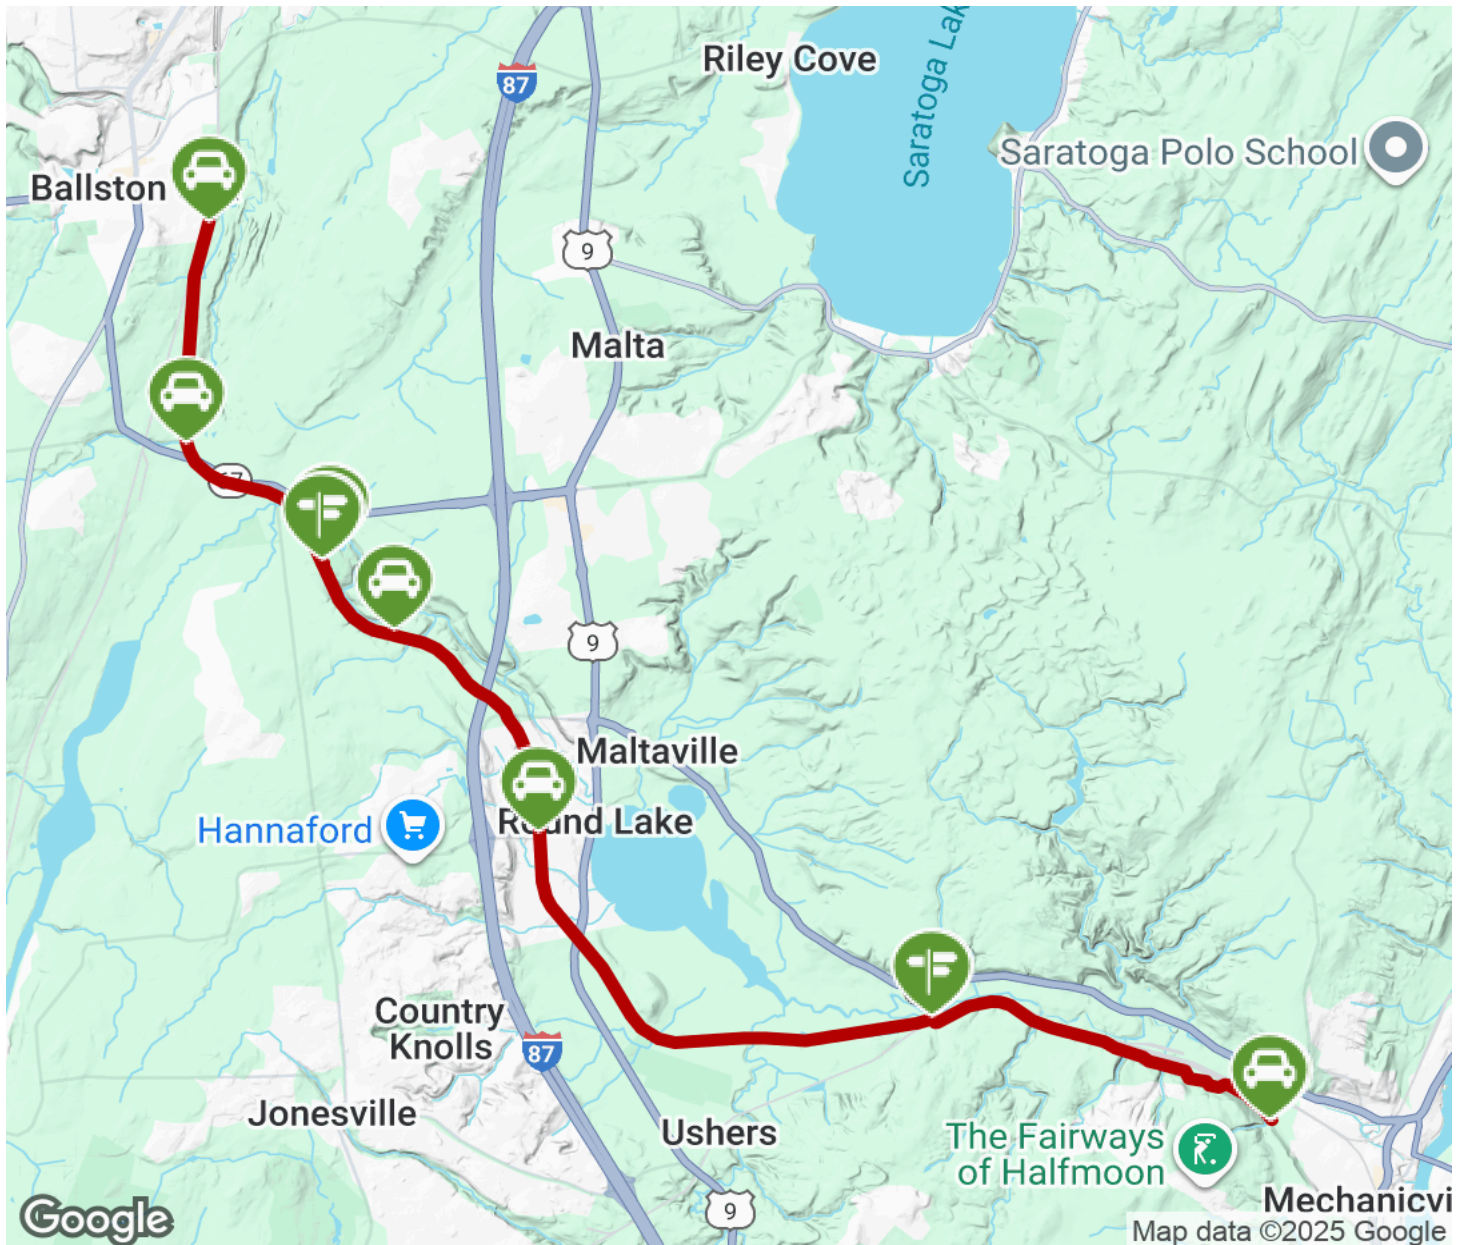 Riley Cove
87
Saratoga Lak
Saratoga Polo School
Ballston
9
Malta
9
Maltaville
Hannaford
Round Lake
Country
Knolls
87
Jonesville
Ushers
The Fairways
of Halfmoon
9
Mechanicvi
Google
Map data ©2025 Google